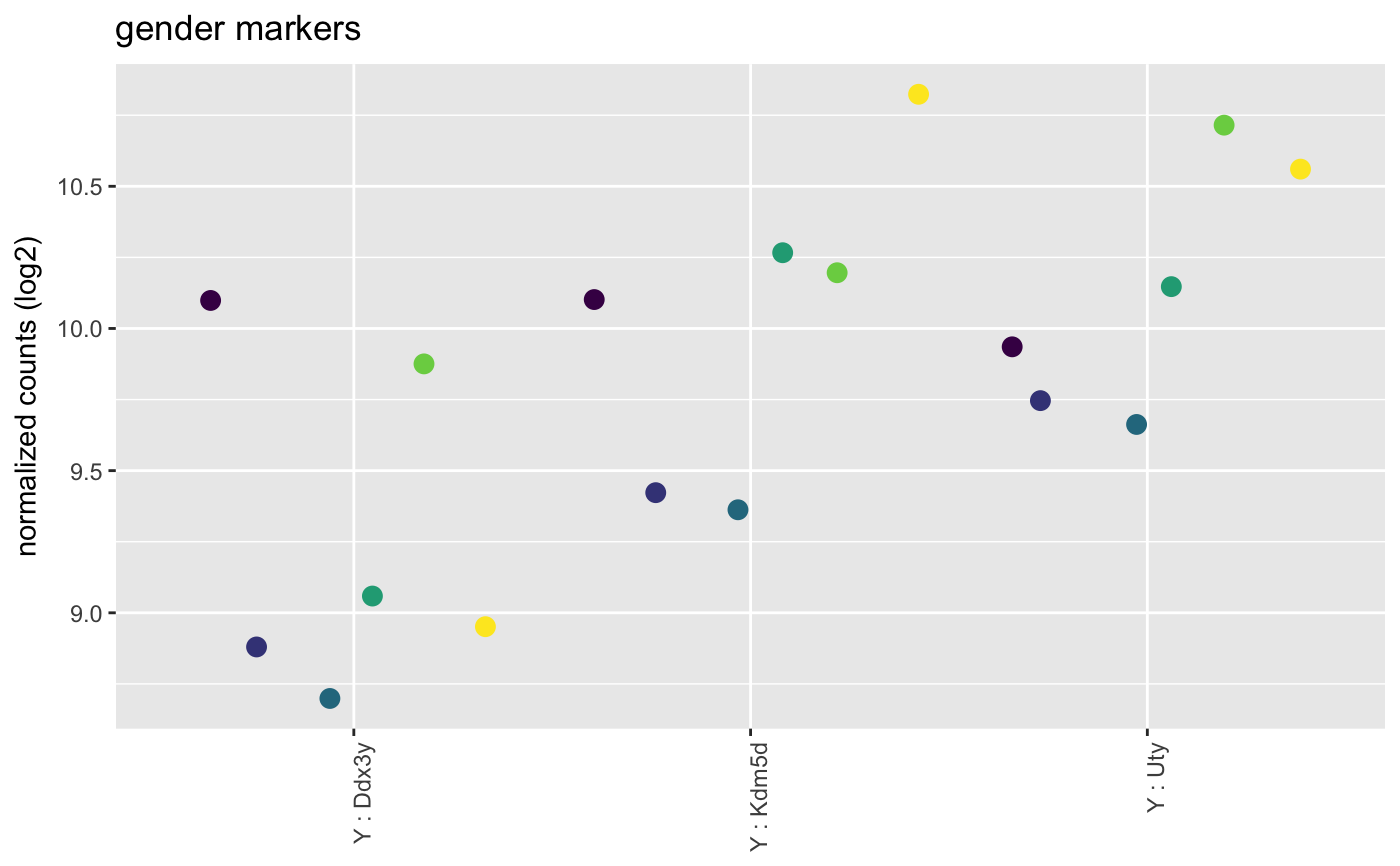 gender markers
normalized counts (log2)
10.5
10.0
9.5
9.0
Y : Ddx3y
Y : Kdm5d
Y : Uty